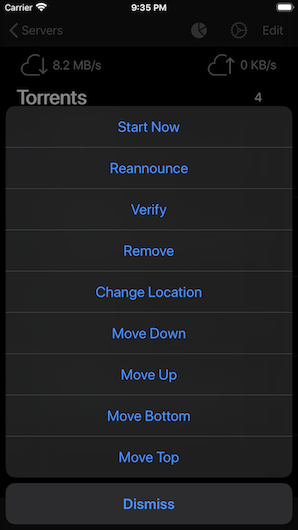 Carrier 9:35 PM
Servers Edit
8.2 MB/s 0 KB/s
Torrents 4
Start Now
Reannounce
Verify
Remove
Change Location
Move Down
Move Up
Move Bottom
Move Top
Dismiss